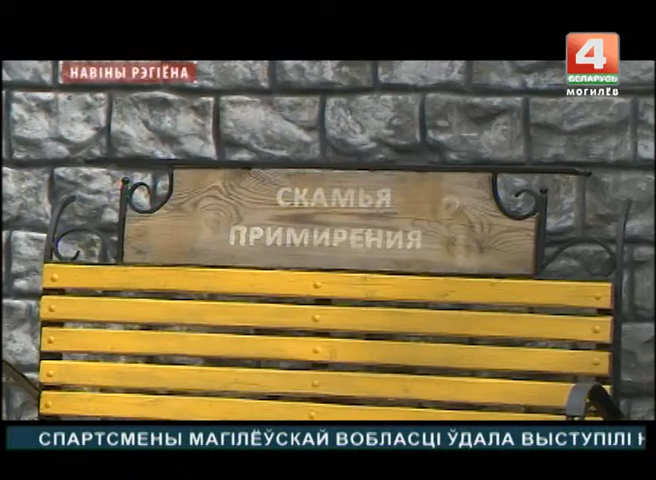 НАВІНЫ РЭГІЁНА
4
БЕЛАРУСЬ
МОГИЛЁВ
СКАМЬЯ
ПРИМИРЕНИЯ
СПАРТСМЕНЫ МАГІЛЁЎСКАЙ ВОБЛАСЦІ ЎДАЛА ВЫСТУПІЛІ